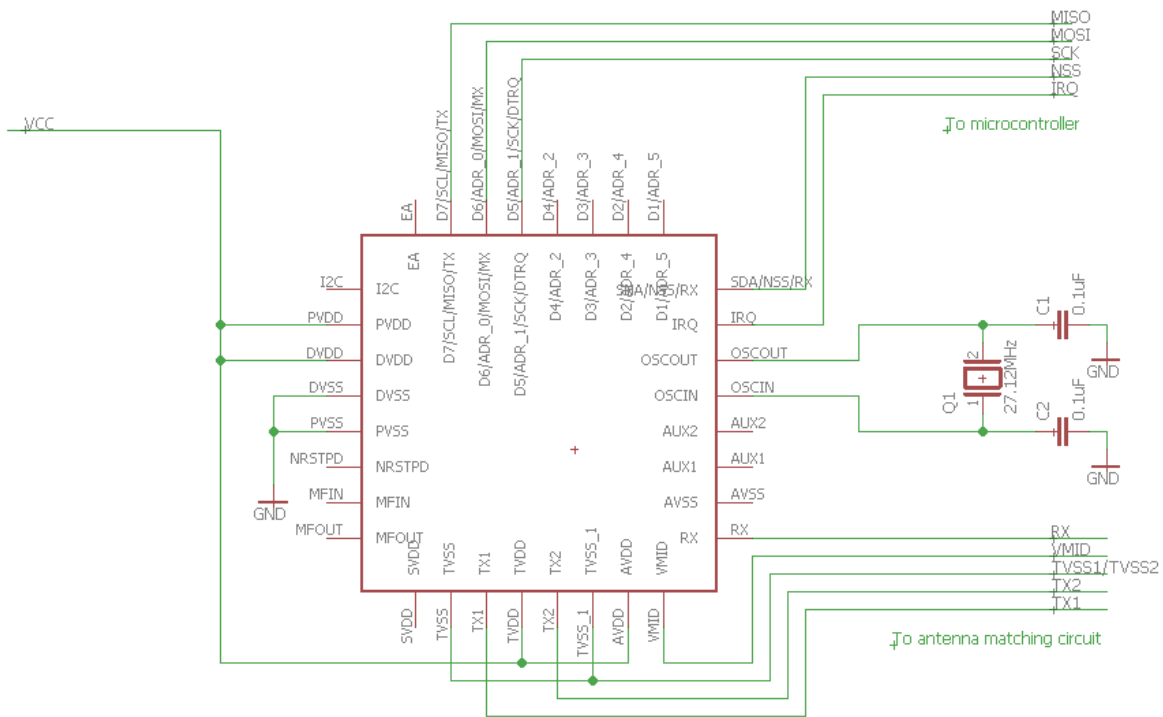 MISO
MOSI
SCK
NSS
IRQ
To microcontroller
VCC
EA
D7/SCL/MISO/TX
D6/ADR_0/MOSI/MX
D5/ADR_1/SCK/DTRQ
D4/ADR_2
D3/ADR_3
D2/ADR_4
D1/ADR_5
EA
D7/SCL/MISO/TX
D6/ADR_0/MOSI/MX
D5/ADR_1/SCK/DTRQ
D4/ADR_2
D3/ADR_3
D2/ADR_4
D1/ADR_5
I2C I2C
PVDD PVDD
DVDD DVDD
DVSS DVSS
PVSS PVSS
NRSTPD NRSTPD
MFIN MFIN
MFOUT MFOUT
GND
SDA/NSS/RX SDA/NSS/RX
IRQ IRQ
OSCOUT OSCOUT
OSCIN OSCIN
AUX2 AUX2
AUX1 AUX1
AVSS AVSS
RX RX
C1
0.1uF
GND
2
1
Q1
27.12MHz
C2
0.1uF
GND
SVDD
TVSS
TX1
TVDD
TX2
TVSS_1
AVDD
VMID
SVDD
TVSS
TX1
TVDD
TX2
TVSS_1
AVDD
VMID
RX
VMID
TVSS1/TVSS2
TX2
TX1
To antenna matching circuit